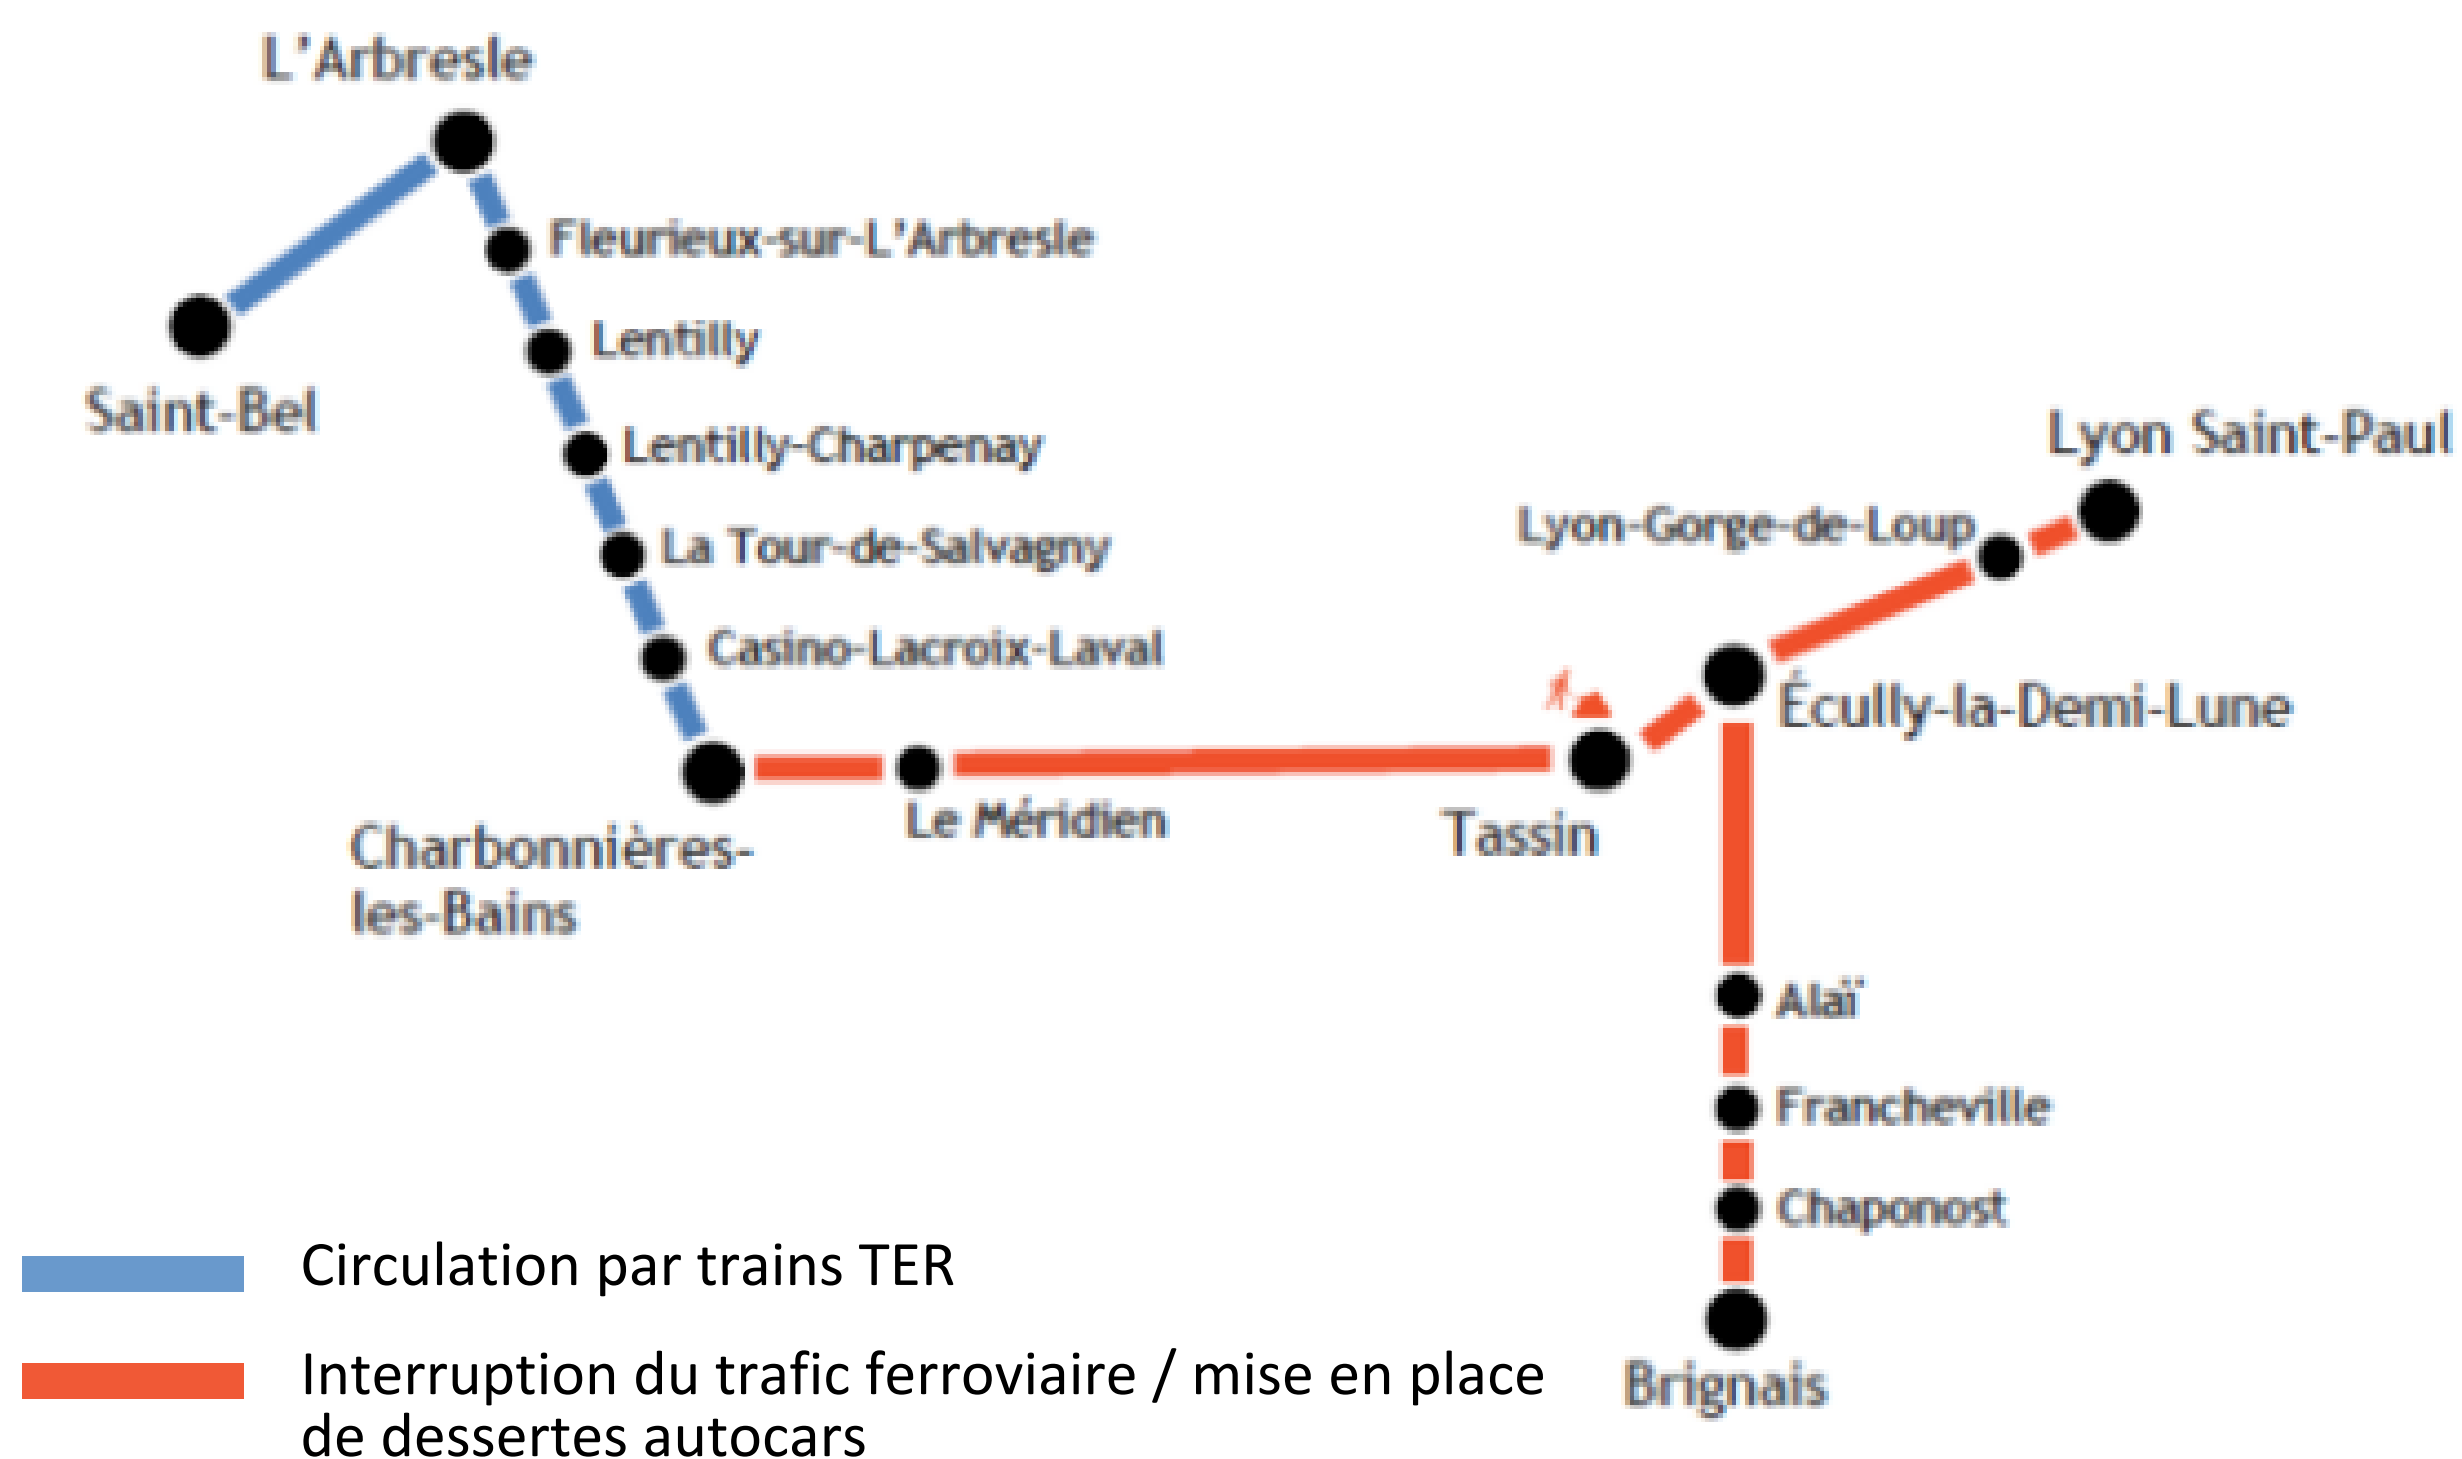 L'Arbresle
Fleurieux-sur-L'Arbresle
Lentilly
Saint-Bel
Lentilly-Charpenay
Lyon Saint-Paul
Lyon-Gorge-de-Loup
La Tour-de-Salvagny
Casino-Lacroix-Laval
Écully-la-Demi-Lune
Le Méridien
Tassin
Charbonnières-
les-Bains
Alaï
Francheville
Chaponost
Circulation par trains TER
Interruption du trafic ferroviaire / mise en place
de dessertes autocars
Brignais